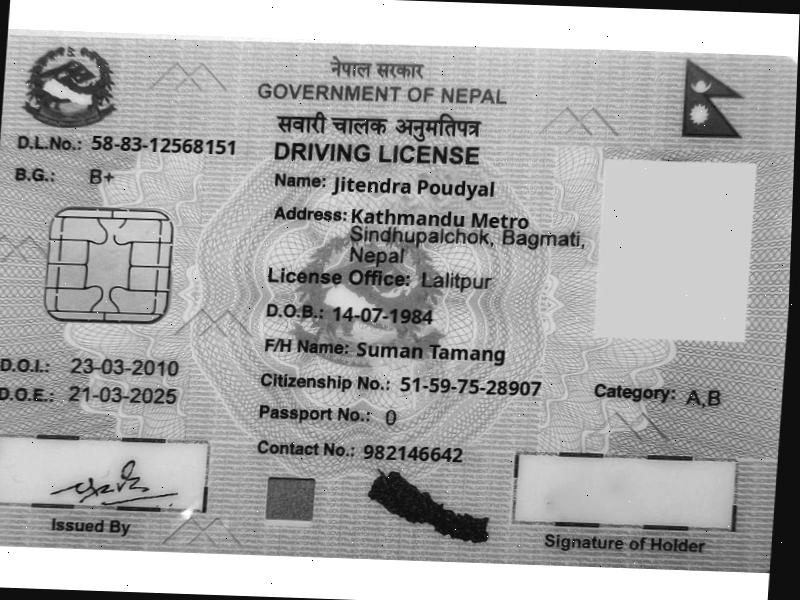 नेपाल सरकार
GOVERNMENT OF NEPAL
सवारी चालक अनुमतिपत्र
DRIVING LICENSE
D.L.No.: 58-83-12568151
B.G.: B+
Name: Jitendra Poudyal
Address: Kathmandu Metro
Sindhupalchok, Bagmati,
Nepal
License Office: Lalitpur
D.O.B.: 14-07-1984
F/H Name: Suman Tamang
D.O.I.: 23-03-2010
D.O.E.: 21-03-2025
Citizenship No.: 51-59-75-28907
Category: A,B
Passport No.: 0
Contact No.: 982146642
Issued By
Signature of Holder